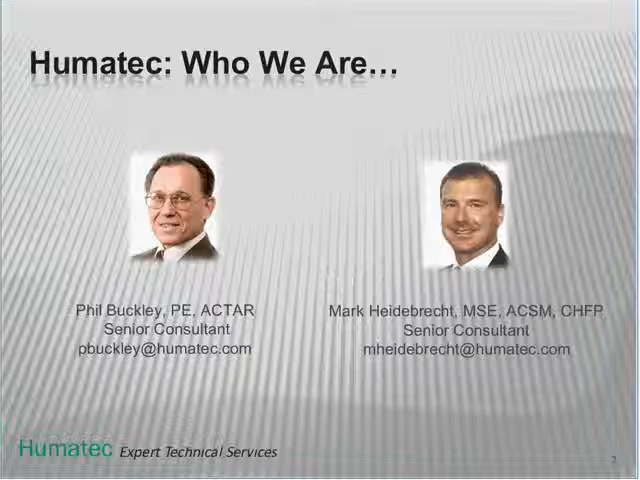 Humatec: Who We Are…
Phil Buckley, PE, ACTAR
Senior Consultant
pbuckley@humatec.com
Mark Heidebrecht, MSE, ACSM, CHFP
Senior Consultant
mheidebrecht@humatec.com
Humatec Expert Technical Services
2